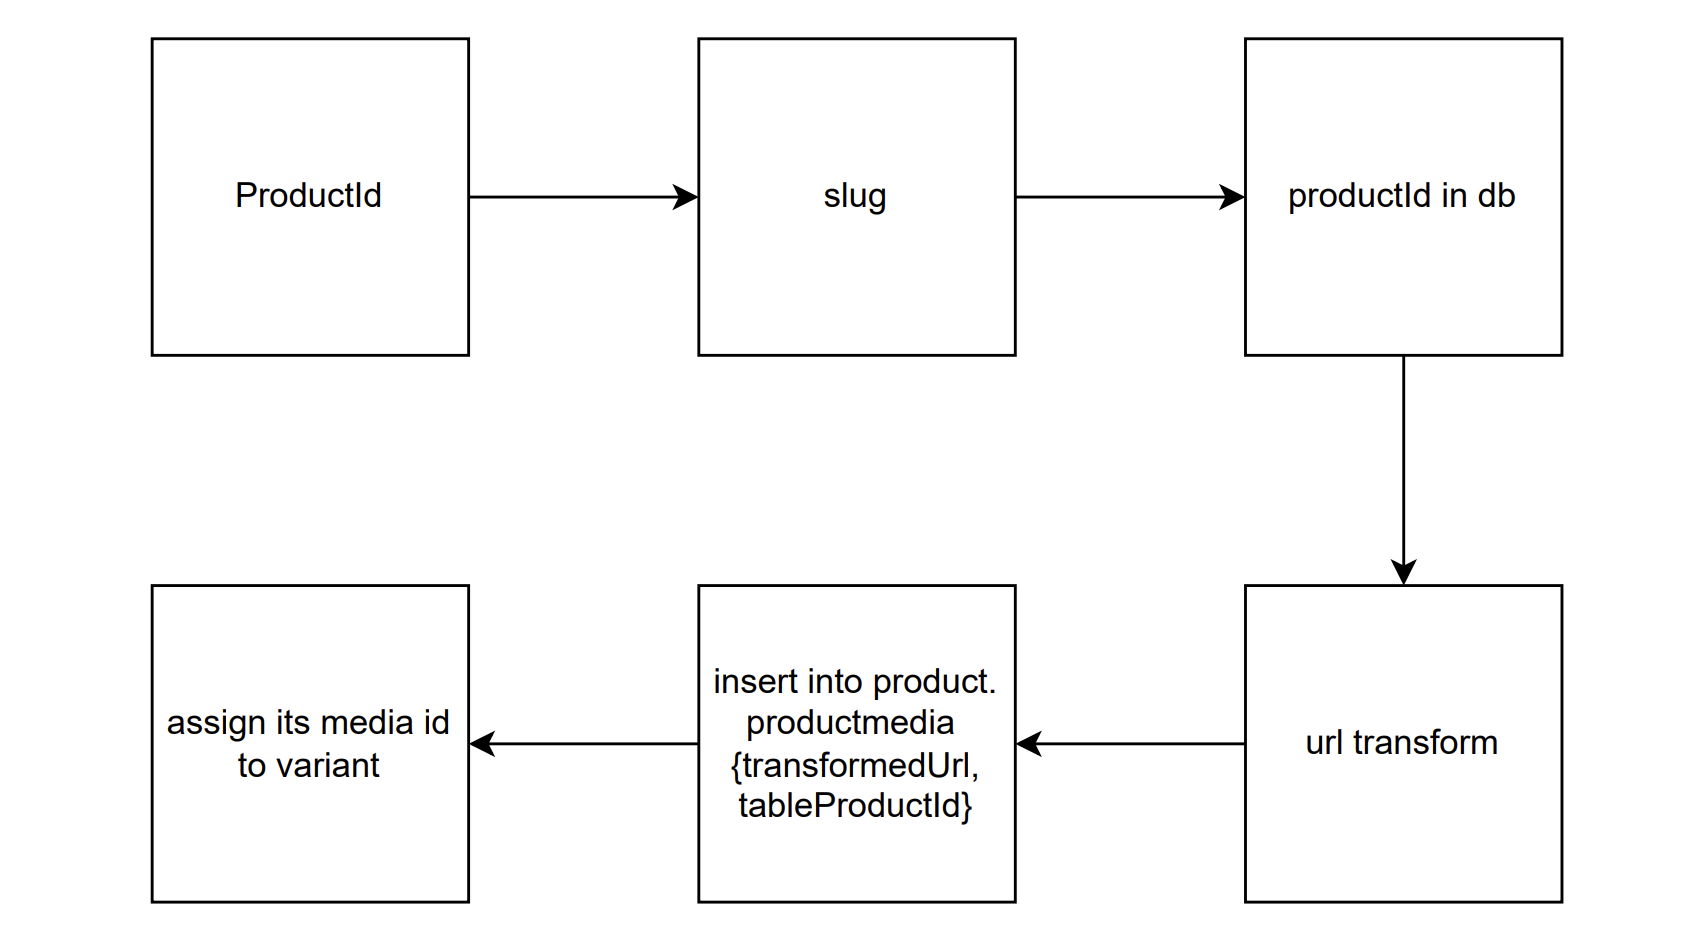 ProductId
slug
productId in db
assign its media id
to variant
insert into product.
productmedia
{transformedUrl,
tableProductId}
url transform